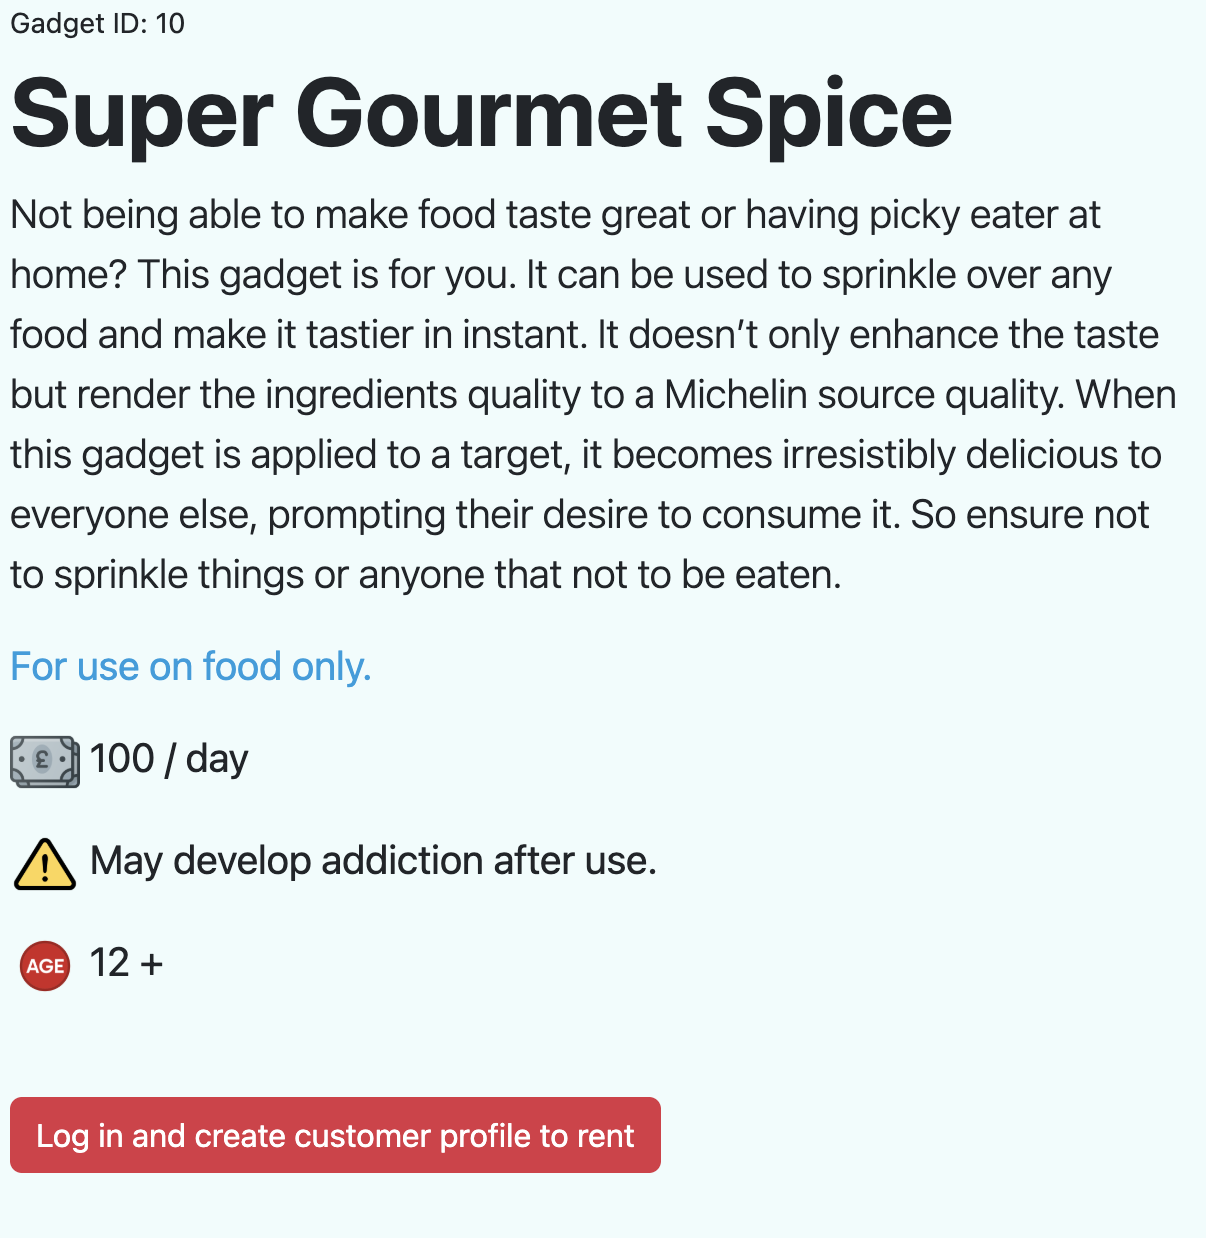 Gadget ID: 10
Super Gourmet Spice
Not being able to make food taste great or having picky eater at
home? This gadget is for you. It can be used to sprinkle over any
food and make it tastier in instant. It doesn’t only enhance the taste
but render the ingredients quality to a Michelin source quality. When
this gadget is applied to a target, it becomes irresistibly delicious to
everyone else, prompting their desire to consume it. So ensure not
to sprinkle things or anyone that not to be eaten.
For use on food only.
£ 100 / day
! May develop addiction after use.
AGE 12 +
Log in and create customer profile to rent